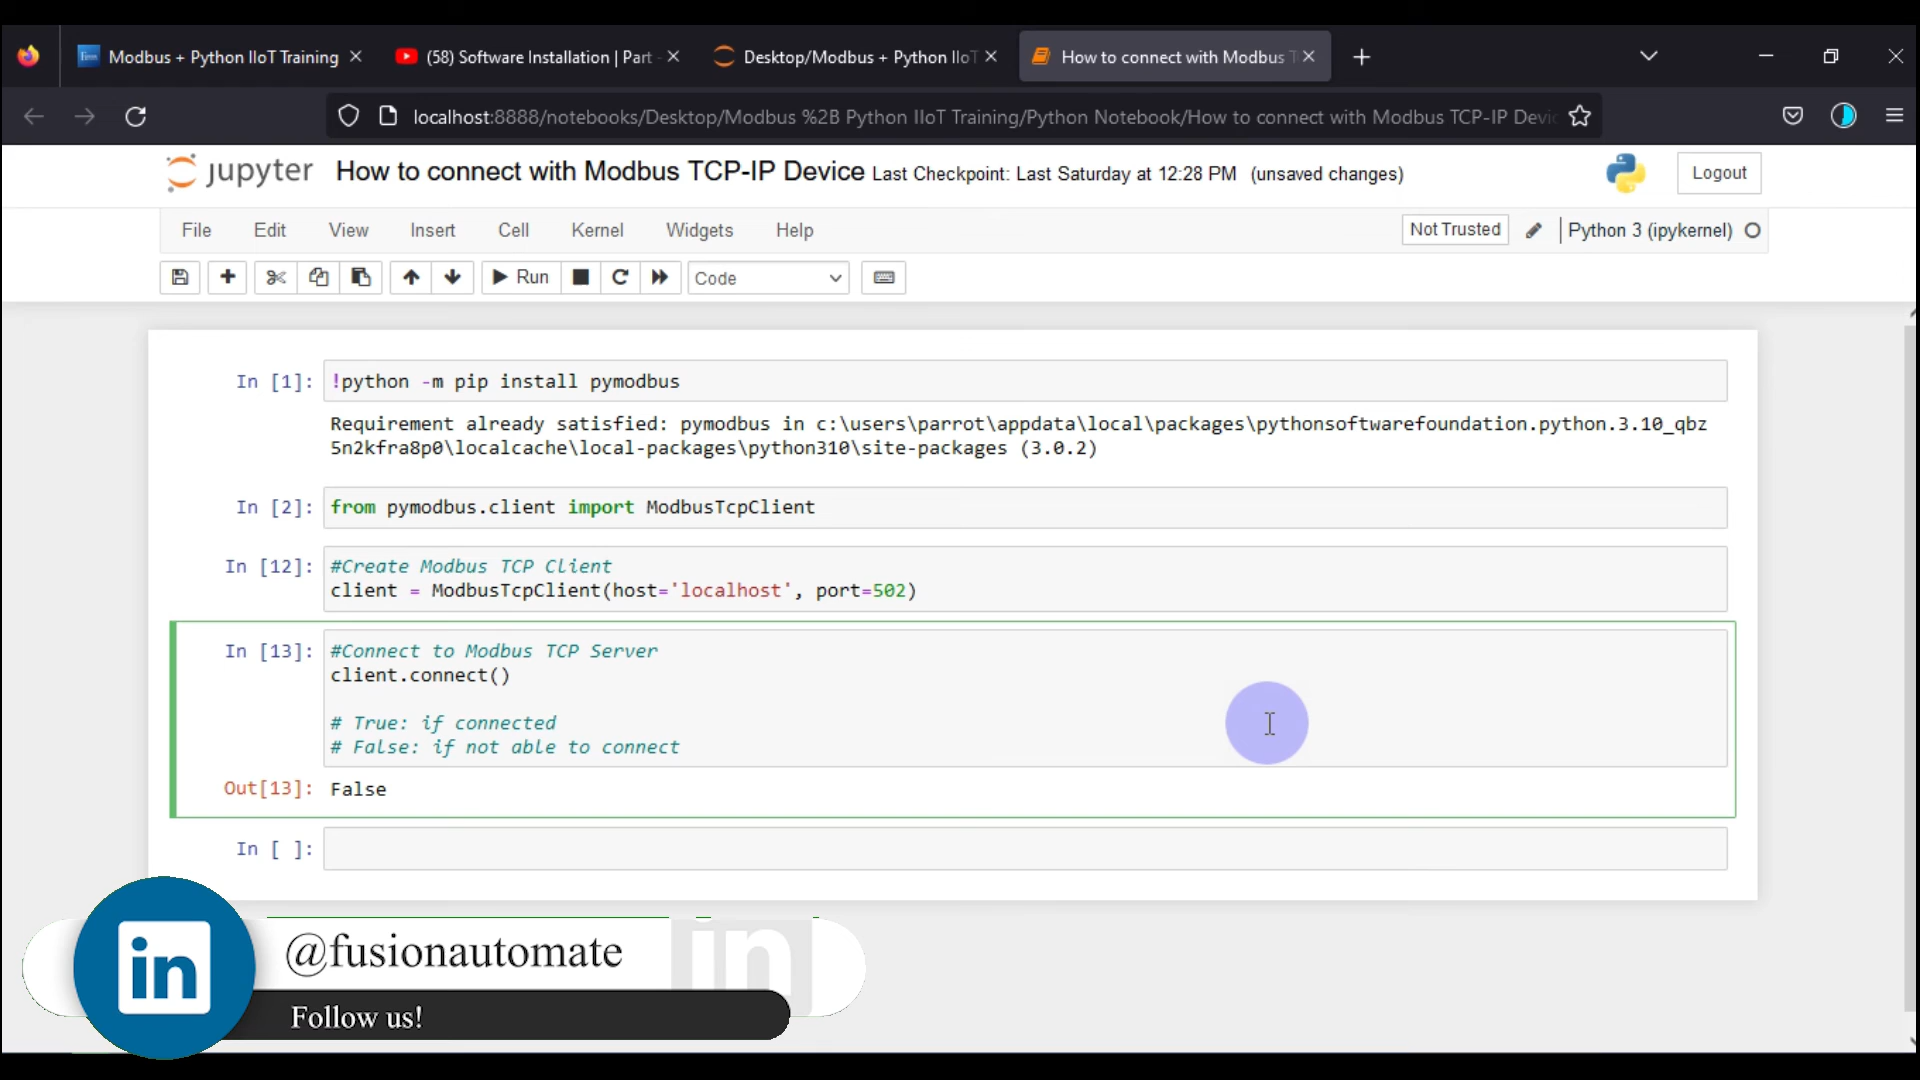 Modbus + Python IIoT Training
(58) Software Installation | Part -
Desktop/Modbus + Python IIoT
How to connect with Modbus T
localhost:8888/notebooks/Desktop/Modbus %2B Python IIoT Training/Python Notebook/How to connect with Modbus TCP-IP Devic
jupyter How to connect with Modbus TCP-IP Device Last Checkpoint: Last Saturday at 12:28 PM (unsaved changes)
Logout
File Edit View Insert Cell Kernel Widgets Help
Not Trusted
Python 3 (ipykernel)
Run
Code
In [1]: !python -m pip install pymodbus
Requirement already satisfied: pymodbus in c:\users\parrot\appdata\local\packages\pythonsoftwarefoundation.python.3.10_qbz
5n2kfra8p0\localcache\local-packages\python310\site-packages (3.0.2)
In [2]: from pymodbus.client import ModbusTcpClient
In [12]: #Create Modbus TCP Client
client = ModbusTcpClient(host='localhost', port=502)
In [13]: #Connect to Modbus TCP Server
client.connect()
# True: if connected
# False: if not able to connect
Out[13]: False
In [ ]:
in
@fusionautomate
in
Follow us!